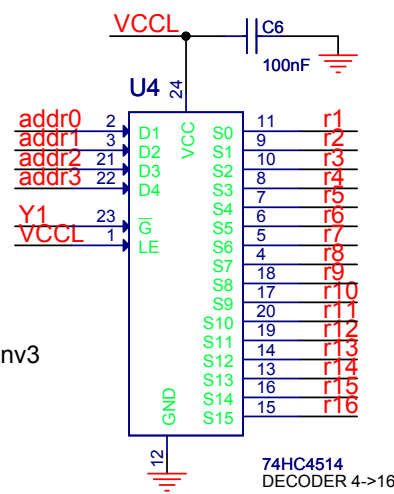 VCCL
C6
100nF
U4
24
VCC
addr0 2 D1 S0 11 r1
addr1 3 D2 S1 9 r2
addr2 21 D3 S2 10 r3
addr3 22 D4 S3 8 r4
S4 7 r5
Y1 23 G S5 6 r6
VCCL 1 LE S6 5 r7
S7 4 r8
S8 18 r9
S9 17 r10
S10 20 r11
S11 19 r12
nv3 S12 14 r13
S13 13 r14
S14 16 r15
S15 15 r16
GND
12
74HC4514
DECODER 4->16